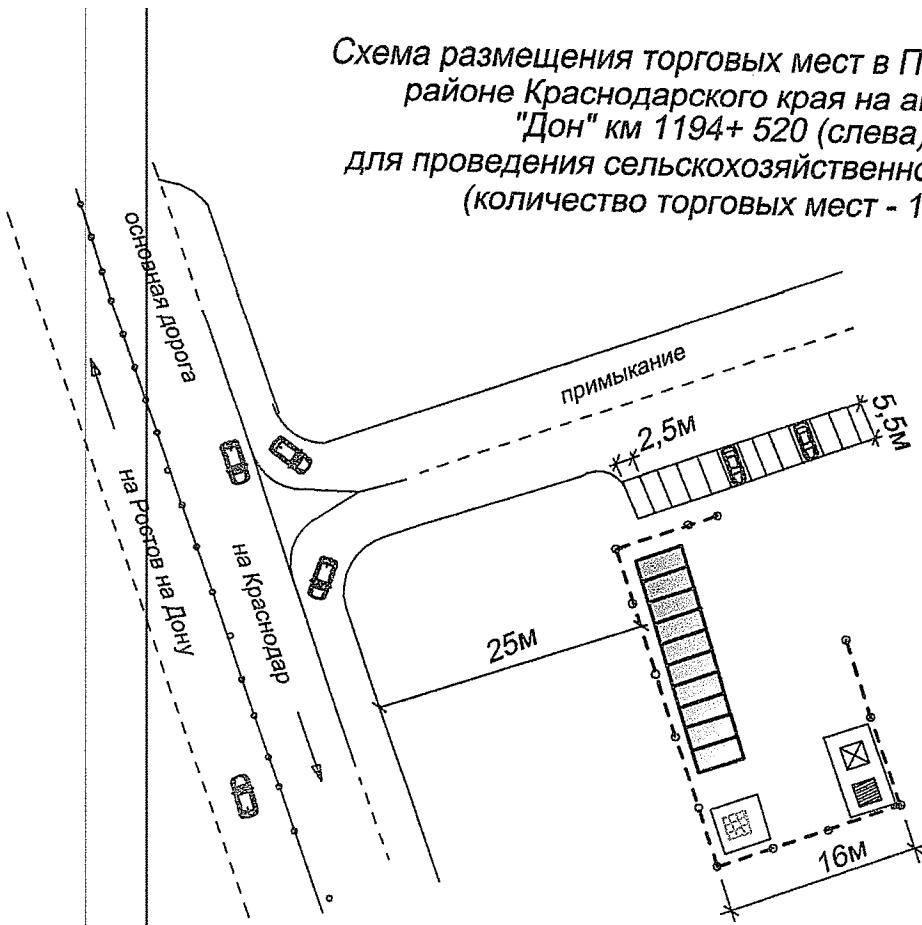 Схема размещения торговых мест в П
районе Краснодарского края на а
"Дон" км 1194+ 520 (слева)
для проведения сельскохозяйственно
(количество торговых мест - 1
основная дорога
примыкание
2,5м
5,5м
на Ростов на Дону
на Краснодар
25м
16м